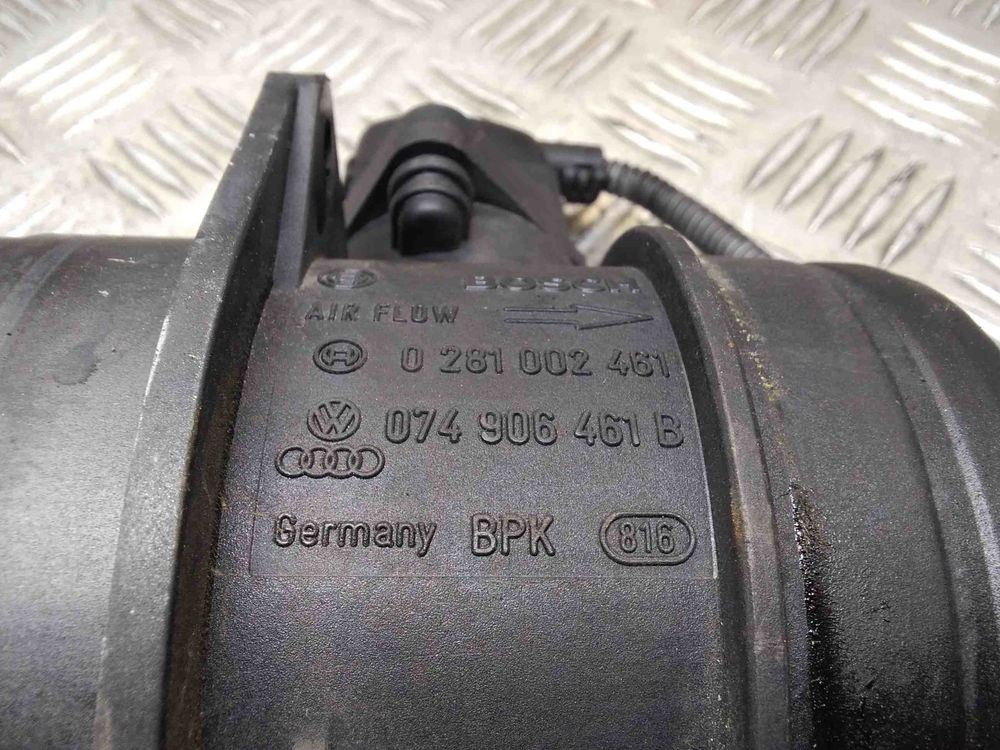 BOSCH
AIR FLOW
0 281 002 461
074 906 461 B
Germany BPK 816